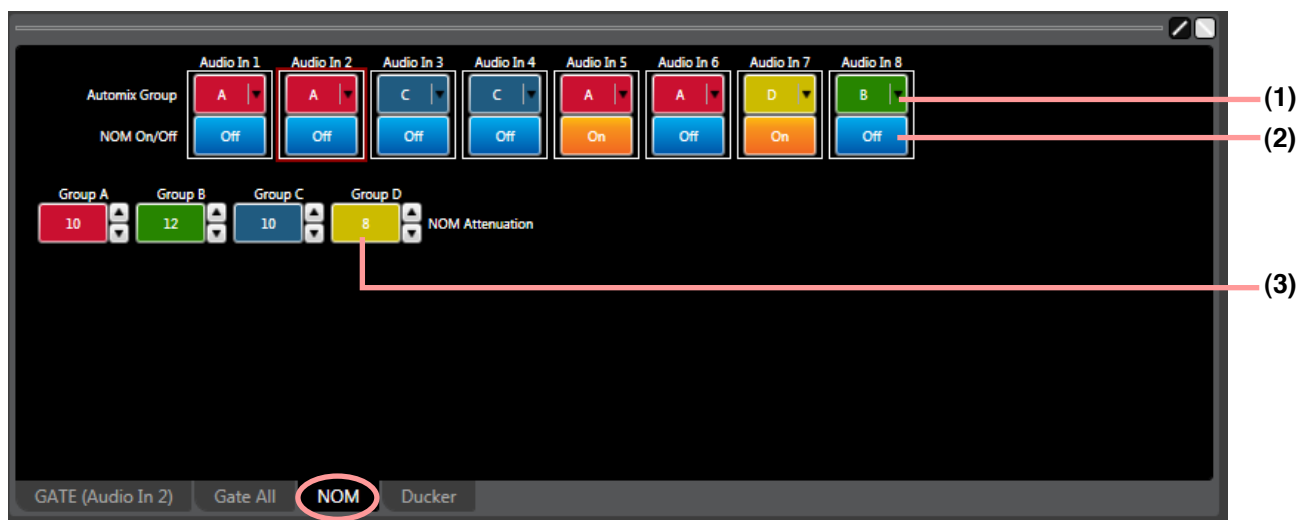 Audio In 1 Audio In 2 Audio In 3 Audio In 4 Audio In 5 Audio In 6 Audio In 7 Audio In 8
Automix Group A A C C A A D B (1)
NOM On/Off Off Off Off Off On Off On Off (2)
Group A Group B Group C Group D
10 12 10 8 NOM Attenuation
(3)
GATE (Audio In 2) Gate All NOM Ducker